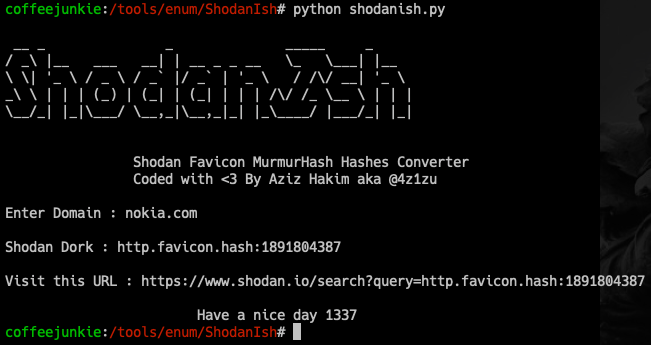 coffeejunkie:/tools/enum/ShodanIsh# python shodanish.py
ShodanIsh
Shodan Favicon MurmurHash Hashes Converter
Coded with <3 By Aziz Hakim aka @4z1zu
Enter Domain : nokia.com
Shodan Dork : http.favicon.hash:1891804387
Visit this URL : https://www.shodan.io/search?query=http.favicon.hash:1891804387
Have a nice day 1337
coffeejunkie:/tools/enum/ShodanIsh#